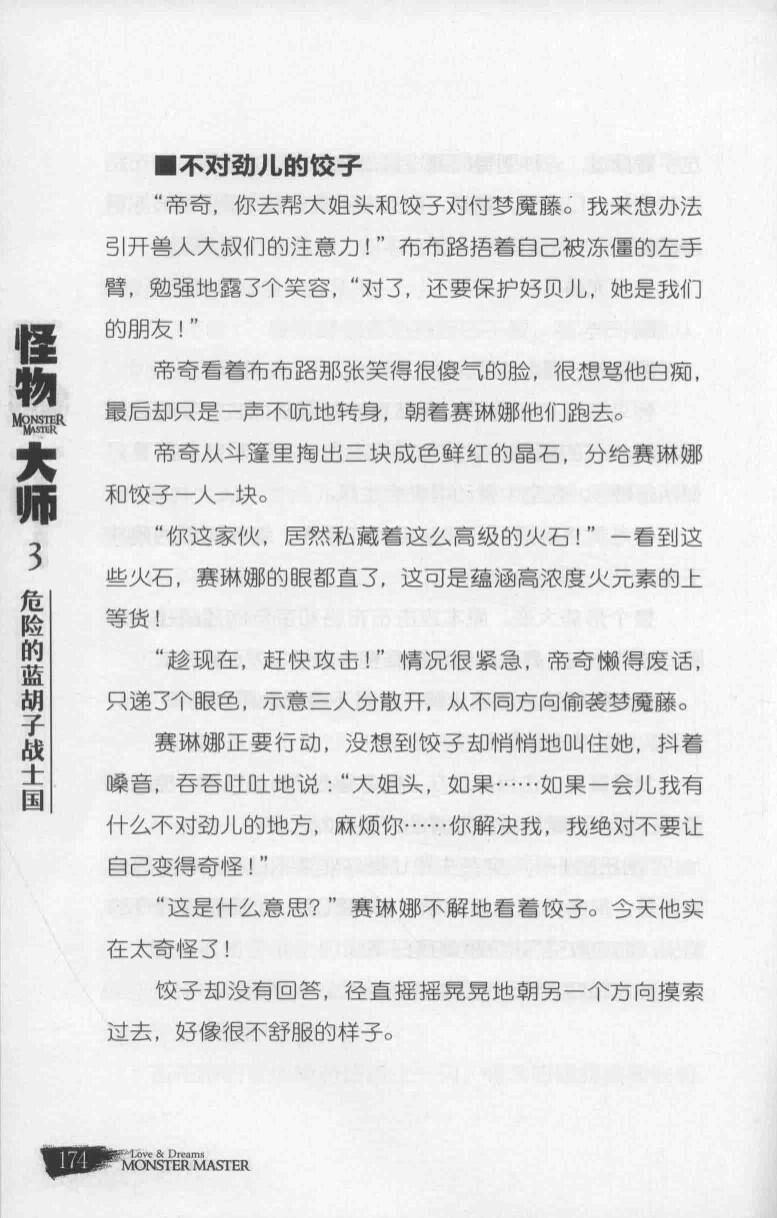 ■不对劲儿的饺子
“帝奇，你去帮大姐头和饺子对付梦魇藤。我来想办法
引开兽人大叔们的注意力！”布布路捂着自己被冻僵的左手
臂，勉强地露了个笑容，“对了，还要保护好贝儿，她是我们
的朋友！”
帝奇看着布布路那张笑得很傻气的脸，很想骂他白痴，
最后却只是一声不吭地转身，朝着赛琳娜他们跑去。
帝奇从斗篷里掏出三块成色鲜红的晶石，分给赛琳娜
和饺子一人一块。
“你这家伙，居然私藏着这么高级的火石！”一看到这
些火石，赛琳娜的眼都直了，这可是蕴涵高浓度火元素的上
等货！
“趁现在，赶快攻击！”情况很紧急，帝奇懒得废话，
只递了个眼色，示意三人分散开，从不同方向偷袭梦魇藤。
赛琳娜正要行动，没想到饺子却悄悄地叫住她，抖着
嗓音，吞吞吐吐地说：“大姐头，如果……如果一会儿我有
什么不对劲儿的地方，麻烦你……你解决我，我绝对不要让
自己变得奇怪！”
“这是什么意思？”赛琳娜不解地看着饺子。今天他实
在太奇怪了！
饺子却没有回答，径直摇摇晃晃地朝另一个方向摸索
过去，好像很不舒服的样子。
怪物
MONSTER
MASTER
大师
3
危险的蓝胡子战士国
174
Love & Dreams
MONSTER MASTER